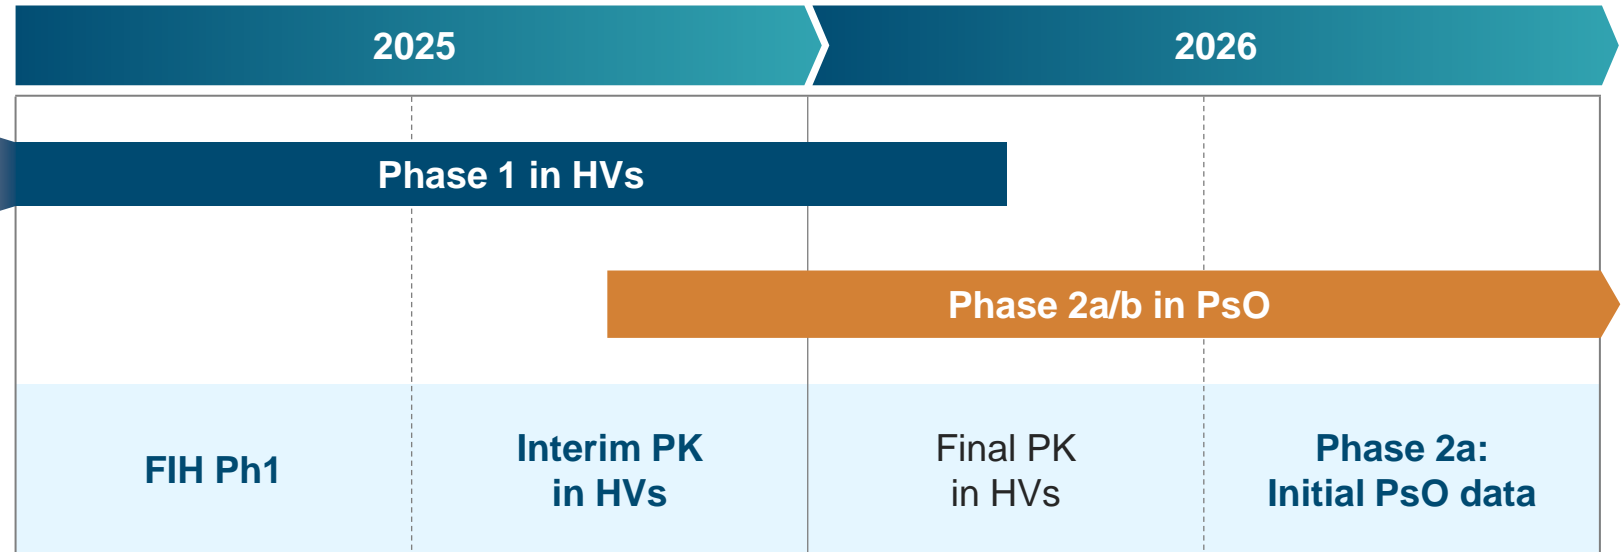 2025
2026
Phase 1 in HVs
Phase 2a/b in PsO
FIH Ph1
Interim PK
in HVs
Final PK
in HVs
Phase 2a:
Initial PsO data